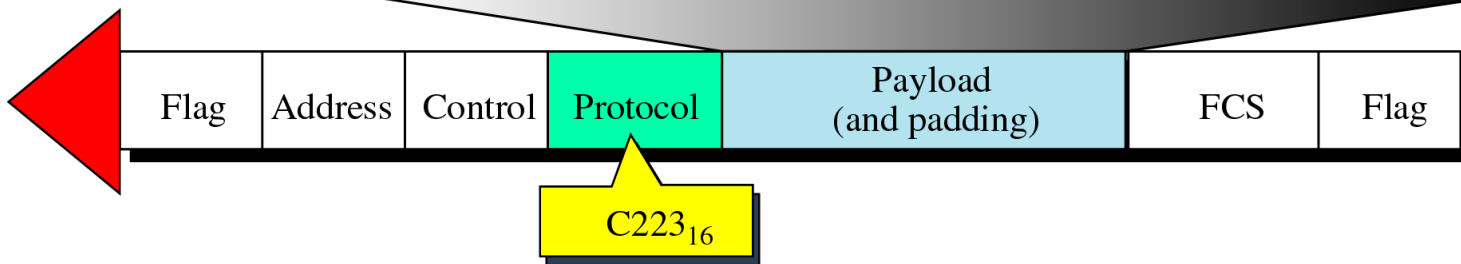 Flag Address Control Protocol Payload (and padding) FCS Flag
C223₁₆